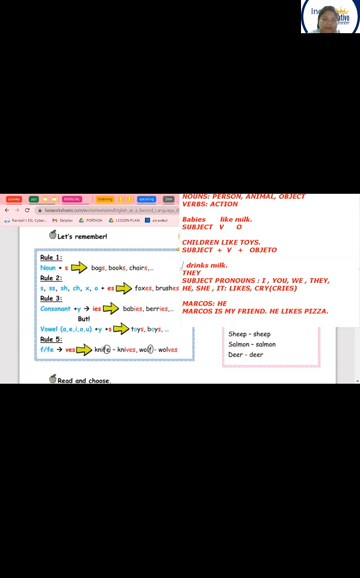 NOUNS: PERSON, ANIMAL, OBJECT
VERBS: ACTION
Babies like milk.
SUBJECT V O
CHILDREN LIKE TOYS.
SUBJECT + V + OBJETO
drinks milk.
THEY
SUBJECT PRONOUNS : I , YOU, WE , THEY,
HE, SHE , IT: LIKES, CRY(CRIES)
MARCOS: HE
MARCOS IS MY FRIEND. HE LIKES PIZZA.
Let's remember!
Rule 1:
Noun + s bags, books, chairs,...
Rule 2:
s, ss, sh, ch, x, o + es foxes, brushes
Rule 3:
Consonant +y → ies babies, berries,...
But!
Vowel (a,e,i,o,u) +y +s toys, boys, ...
Rule 5:
f/fe → ves knife - knives, wolf- wolves
Sheep - sheep
Salmon - salmon
Deer - deer
Read and choose.